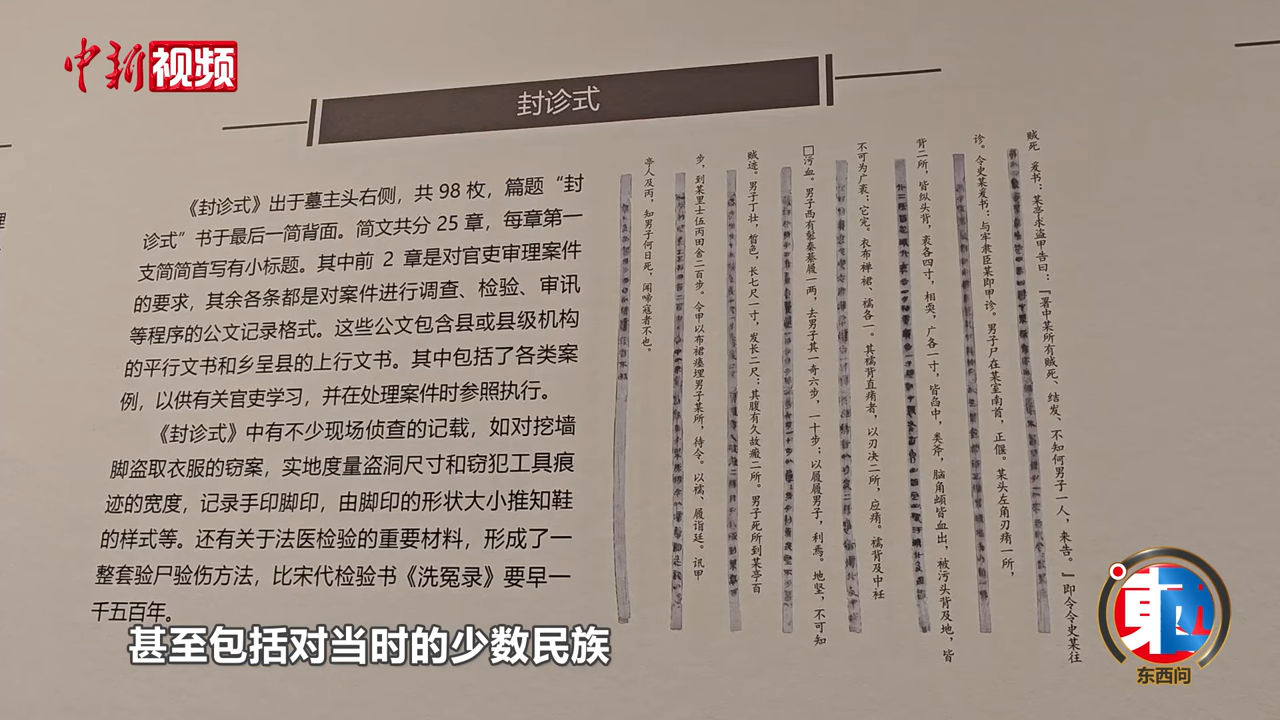 中新视频
封诊式
《封诊式》出于墓主头右侧，共 98 枚，篇题“封
诊式”书于最后一简背面。简文共分 25 章，每章第一
支简简首写有小标题。其中前 2 章是对官吏审理案件
的要求，其余各条都是对案件进行调查、检验、审讯
等程序的公文记录格式。这些公文包含县或县级机构
的平行文书和乡呈县的上行文书。其中包括了各类案
例，以供有关官吏学习，并在处理案件时参照执行。
《封诊式》中有不少现场侦查的记载，如对挖墙
脚盗取衣服的窃案，实地度量盗洞尺寸和窃犯工具痕
迹的宽度，记录手印脚印，由脚印的形状大小推知鞋
的样式等。还有关于法医检验的重要材料，形成了一
整套验尸验伤方法，比宋代检验书《洗冤录》要早一
千五百年。
贼死 爰书：某亭求盗甲告曰：“署中某所有贼死、结发、不知何男子一人，来告。”即令令史某往
诊。令史某爰书：与牢隶臣某即甲诊。男子尸在某室南首，正偃。某头左角刃痏一所，
背二所，皆纵头背，袤各四寸，相耎，广各一寸，皆臽中，类斧，脑角皆血出，被污头背及地，皆
不可为广袤；它完。衣布禅裙、襦各一。其襦背直痏者，以刃决二所，应痏。襦背及中衽
□污血。男子西有秦綦履一两，去男子其一奇六步，一十步；以履履男子，利焉。地坚，不可知
贼迹。男子丁壮，皙色，长七尺一寸，发长二尺；其腹有久故瘢二所。男子死所到某亭百
步，到某里士伍丙田舍二百步。令甲以布裙埋男子某所，待令。以襦、履诣廷。讯甲
亭人及丙，知男子何日死，闻啼寇者不也。
甚至包括对当时的少数民族
东西问